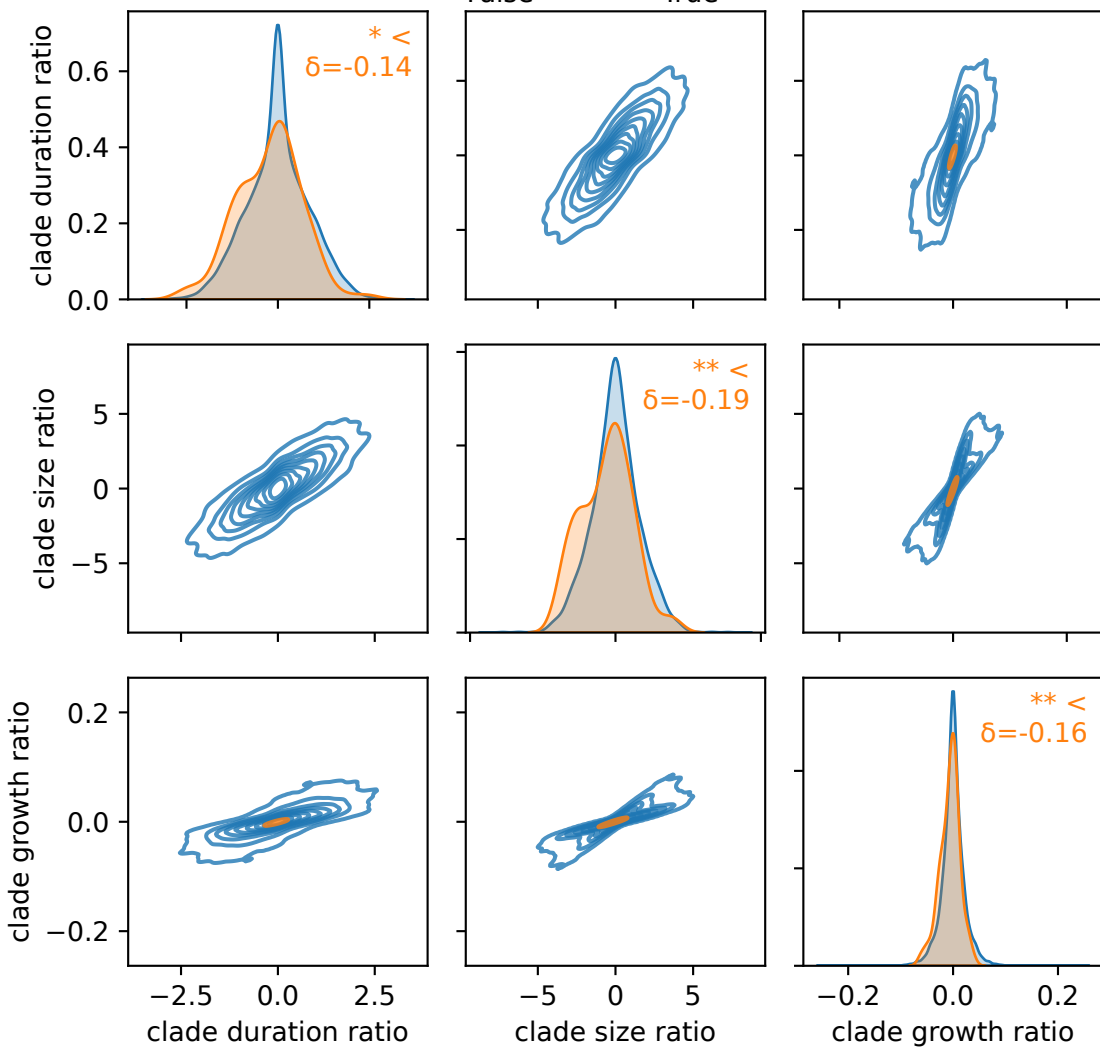 clade duration ratio
0.6
0.4
0.2
0.0
* <
δ=-0.14
clade size ratio
5
0
−5
** <
δ=-0.19
clade growth ratio
0.2
0.0
−0.2
** <
δ=-0.16
−2.5 0.0 2.5
−5 0 5
−0.2 0.0 0.2
clade duration ratio
clade size ratio
clade growth ratio